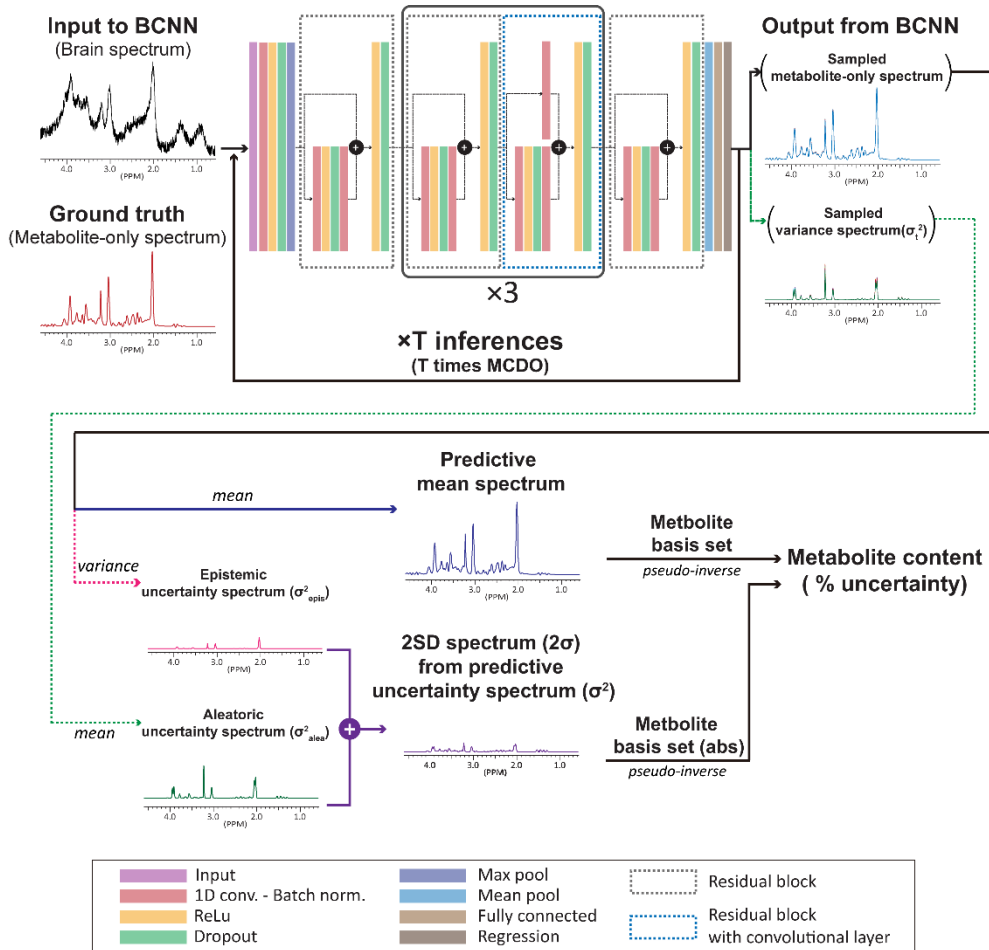 Input to BCNN
(Brain spectrum)
4.0 3.0 2.0 1.0
(PPM)
Ground truth
(Metabolite-only spectrum)
4.0 3.0 2.0 1.0
(PPM)
+
+
+
+
×3
×T inferences
(T times MCDO)
Output from BCNN
(Sampled
metabolite-only spectrum)
4.0 3.0 2.0 1.0
(PPM)
(Sampled
variance spectrum(σt²))
4.0 3.0 2.0 1.0
(PPM)
mean
Predictive
mean spectrum
4.0 3.0 2.0 1.0
(PPM)
Metbolite
basis set
pseudo-inverse
Metabolite content
( % uncertainty)
variance
Epistemic
uncertainty spectrum (σ²epis)
4.0 3.0 2.0 1.0
(PPM)
mean
Aleatoric
uncertainty spectrum (σ²alea)
4.0 3.0 2.0 1.0
(PPM)
+
2SD spectrum (2σ)
from predictive
uncertainty spectrum (σ²)
4.0 3.0 2.0 1.0
(PPM)
Metbolite
basis set (abs)
pseudo-inverse
Input
1D conv. - Batch norm.
ReLu
Dropout
Max pool
Mean pool
Fully connected
Regression
Residual block
Residual block
with convolutional layer